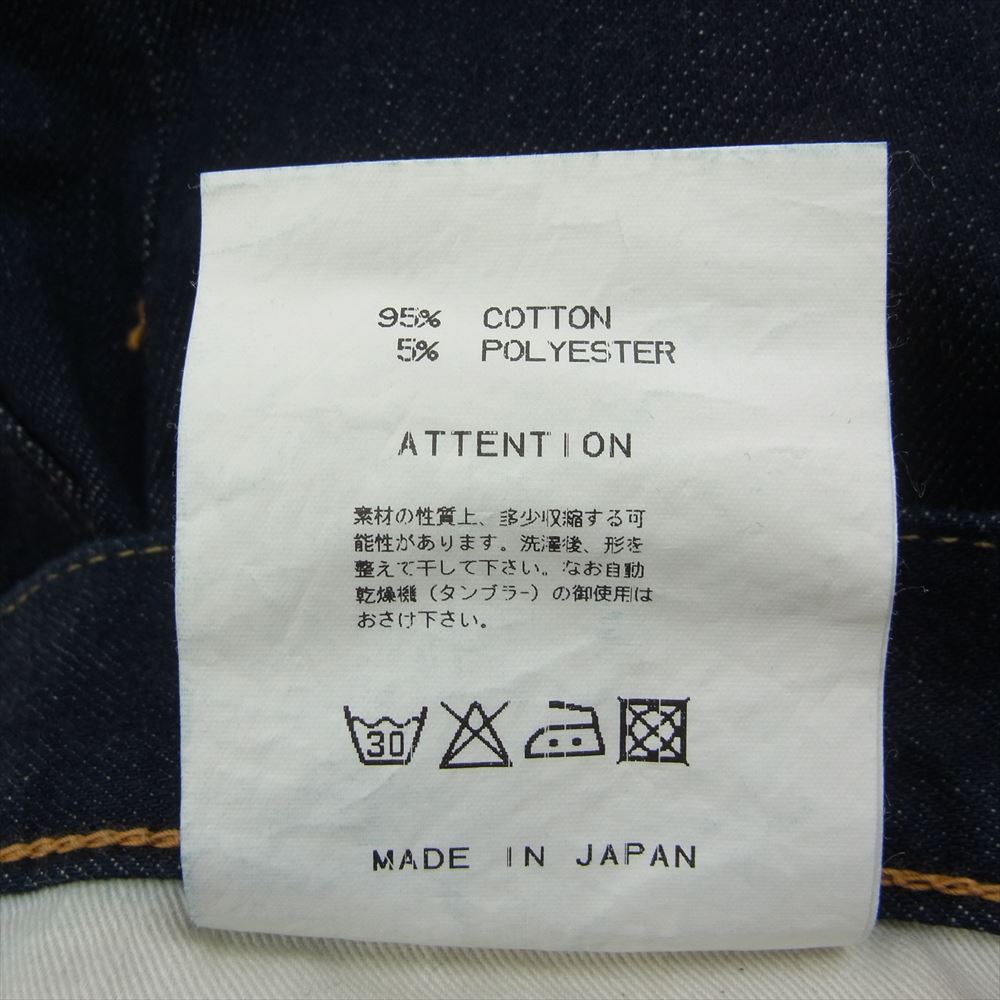 95% COTTON
5% POLYESTER
ATTENTION
素材の性質上、多少収縮する可
能性があります。洗濯後、形を
整えて干して下さい。なお自動
乾燥機（タンブラー）の御使用は
おさけ下さい。
30
MADE IN JAPAN